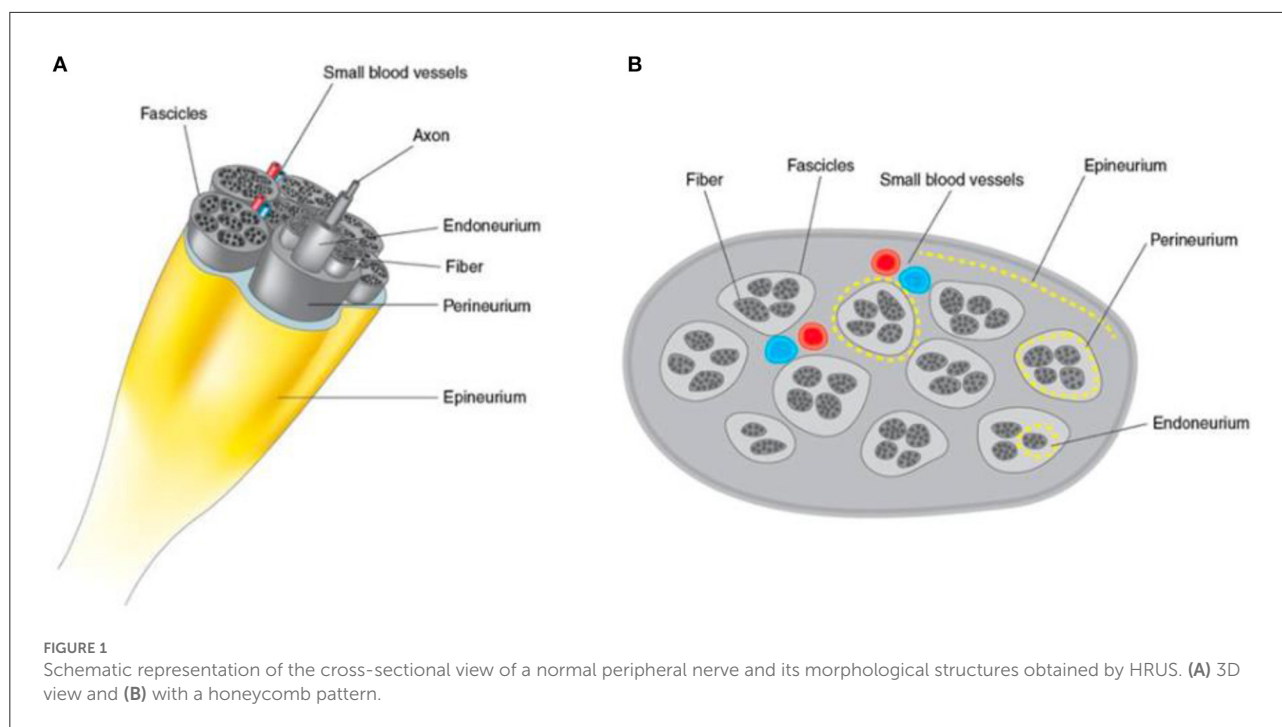 A
Small blood vessels
Fascicles
Axon
Endoneurium
Fiber
Perineurium
Epineurium
B
Epineurium
Fascicles
Small blood vessels
Fiber
Perineurium
Endoneurium
FIGURE 1
Schematic representation of the cross-sectional view of a normal peripheral nerve and its morphological structures obtained by HRUS. (A) 3D
view and (B) with a honeycomb pattern.